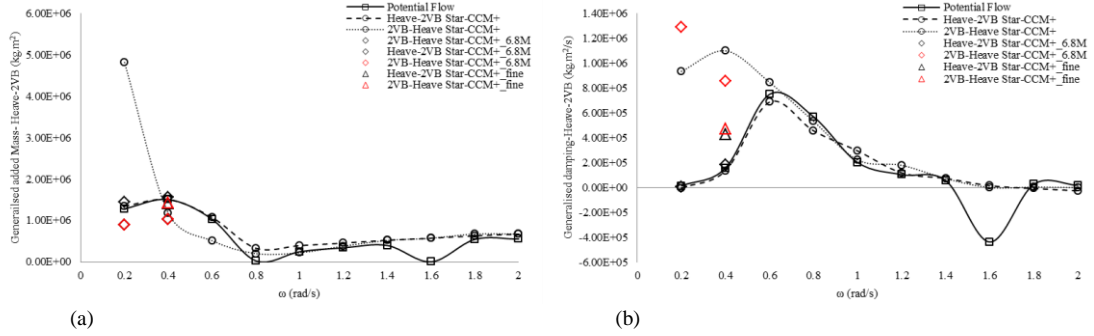 (a)
Generailsed added Mass- Heave-2VB (kg.m²)
6.00E+06
5.00E+06
4.00E+06
3.00E+06
2.00E+06
1.00E+06
0.00E+00
0 0.2 0.4 0.6 0.8 1 1.2 1.4 1.6 1.8 2
ω (rad/s)
Potential Flow
Heave-2VB Star-CCM+
2VB-Heave Star-CCM+
2VB-Heave Star-CCM+_6.8M
Heave-2VB Star-CCM+_6.8M
2VB-Heave Star-CCM+_6.8M
Heave-2VB Star-CCM+_fine
2VB-Heave Star-CCM+_fine
(b)
Generalised damping-Heave-2VB (kg.m²/s)
1.40E+06
1.20E+06
1.00E+06
8.00E+05
6.00E+05
4.00E+05
2.00E+05
0.00E+00
-2.00E+05
-4.00E+05
-6.00E+05
0 0.2 0.4 0.6 0.8 1 1.2 1.4 1.6 1.8 2
ω (rad/s)
Potential Flow
Heave-2VB Star-CCM+
2VB-Heave Star-CCM+
Heave-2VB Star-CCM+_6.8M
2VB-Heave Star-CCM+_6.8M
Heave-2VB Star-CCM+_fine
2VB-Heave Star-CCM+_fine